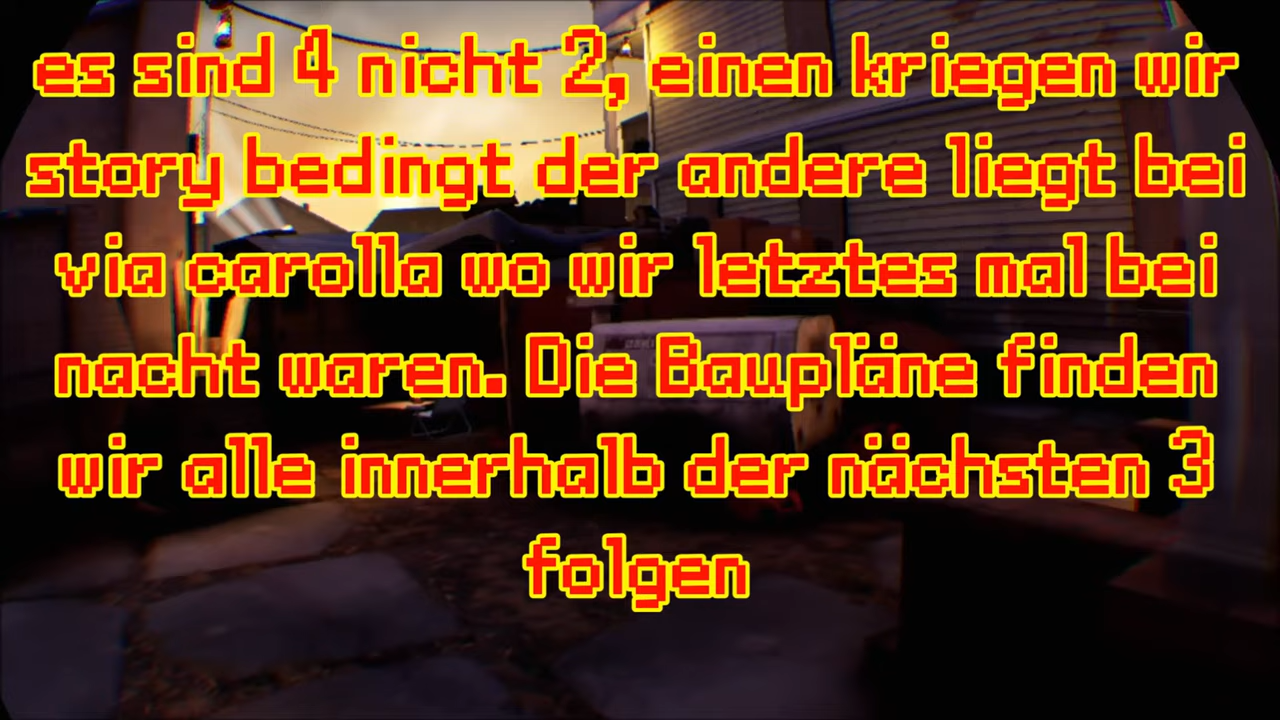 es sind 4 nicht 2, einen kriegen wir
story bedingt der andere liegt bei
via carolla wo wir letztes mal bei
nacht waren. Die Baupläne finden
wir alle innerhalb der nächsten 3
folgen